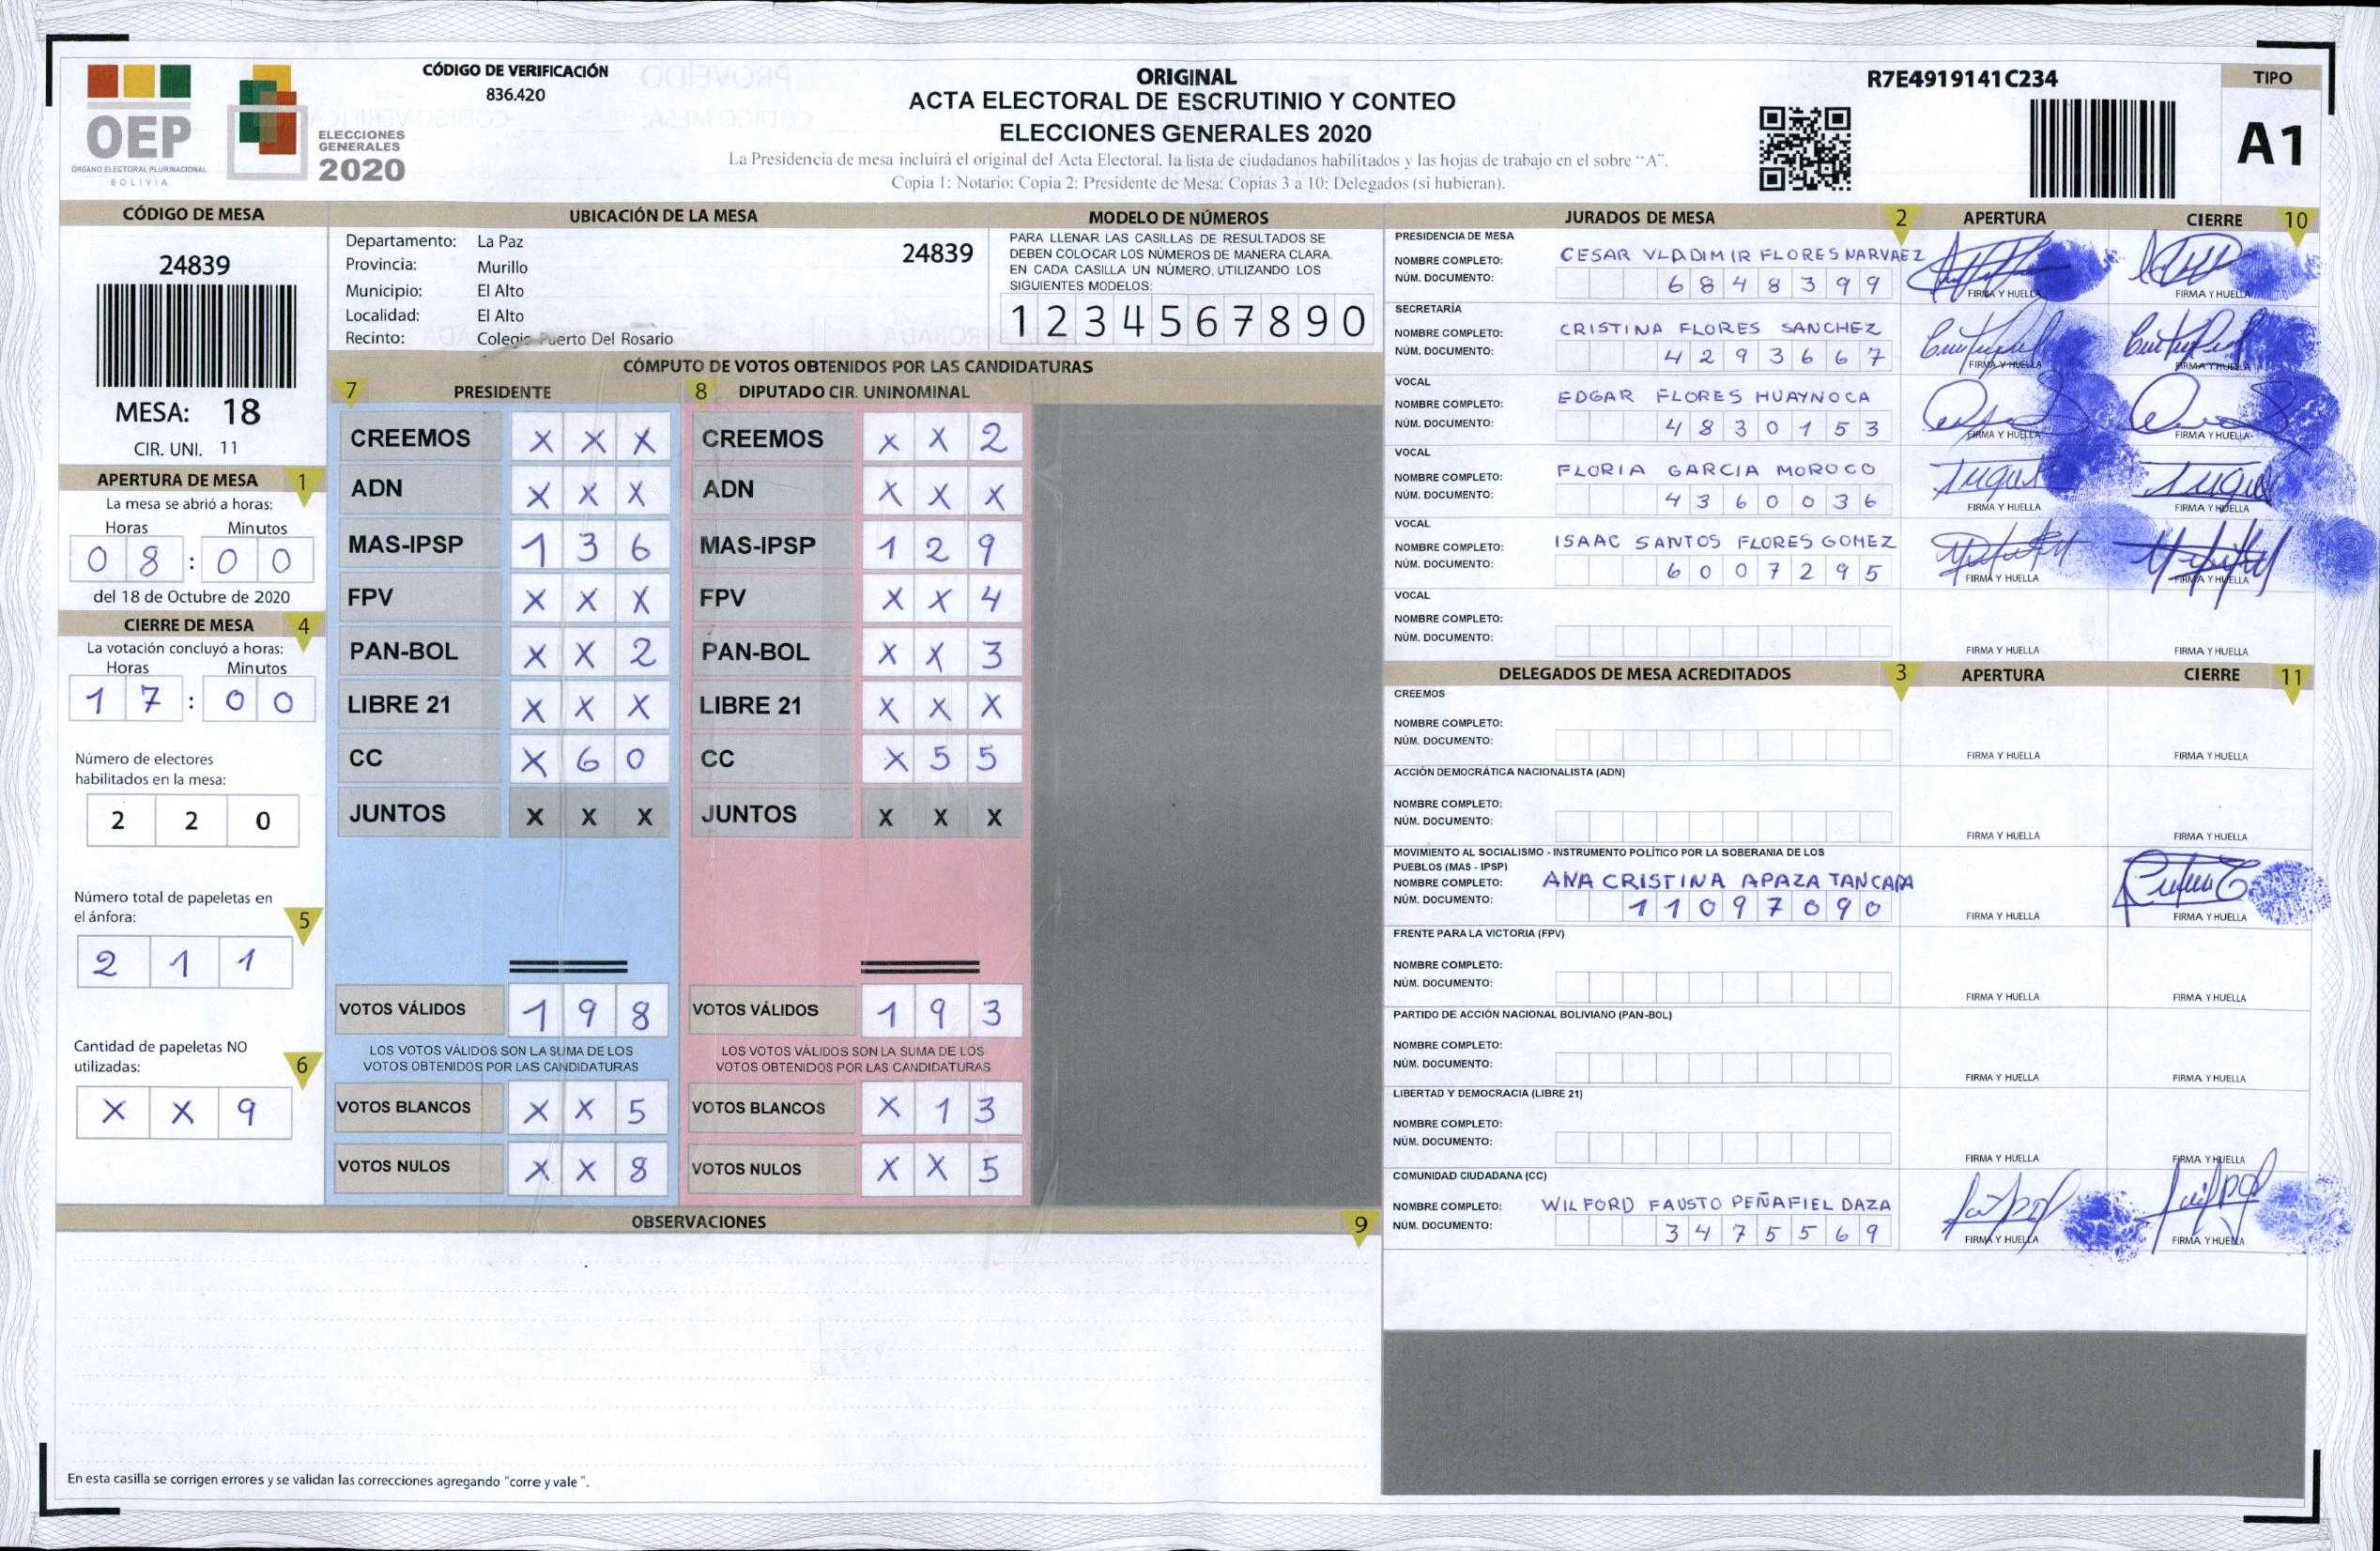 CÓDIGO DE VERIFICACIÓN
836.420
OEP
ÓRGANO ELECTORAL PLURINACIONAL
BOLIVIA
ELECCIONES
GENERALES
2020
ORIGINAL
ACTA ELECTORAL DE ESCRUTINIO Y CONTEO
ELECCIONES GENERALES 2020
La Presidencia de mesa incluirá el original del Acta Electoral, la lista de ciudadanos habilitados y las hojas de trabajo en el sobre "A".
Copia 1: Notario; Copia 2: Presidente de Mesa; Copias 3 a 10: Delegados (si hubieran).
R7E4919141C234
TIPO
A1
CÓDIGO DE MESA
24839
MESA: 18
CIR. UNI. 11
APERTURA DE MESA 1
La mesa se abrió a horas:
Horas Minutos
0 8 : 0 0
del 18 de Octubre de 2020
CIERRE DE MESA 4
La votación concluyó a horas:
Horas Minutos
1 7 : 0 0
Número de electores
habilitados en la mesa:
2 2 0
Número total de papeletas en
el ánfora: 5
2 1 1
Cantidad de papeletas NO
utilizadas: 6
X X 9
UBICACIÓN DE LA MESA
Departamento: La Paz 24839
Provincia: Murillo
Municipio: El Alto
Localidad: El Alto
Recinto: Colegio Puerto Del Rosario
MODELO DE NÚMEROS
PARA LLENAR LAS CASILLAS DE RESULTADOS SE
DEBEN COLOCAR LOS NÚMEROS DE MANERA CLARA.
EN CADA CASILLA UN NÚMERO, UTILIZANDO LOS
SIGUIENTES MODELOS:
1 2 3 4 5 6 7 8 9 0
CÓMPUTO DE VOTOS OBTENIDOS POR LAS CANDIDATURAS
7 PRESIDENTE 8 DIPUTADO CIR. UNINOMINAL
CREEMOS X X X CREEMOS X X 2
ADN X X X ADN X X X
MAS-IPSP 1 3 6 MAS-IPSP 1 2 9
FPV X X X FPV X X 4
PAN-BOL X X 2 PAN-BOL X X 3
LIBRE 21 X X X LIBRE 21 X X X
CC X 6 0 CC X 5 5
JUNTOS X X X JUNTOS X X X
VOTOS VÁLIDOS 1 9 8 VOTOS VÁLIDOS 1 9 3
LOS VOTOS VÁLIDOS SON LA SUMA DE LOS LOS VOTOS VÁLIDOS SON LA SUMA DE LOS
VOTOS OBTENIDOS POR LAS CANDIDATURAS VOTOS OBTENIDOS POR LAS CANDIDATURAS
VOTOS BLANCOS X X 5 VOTOS BLANCOS X 1 3
VOTOS NULOS X X 8 VOTOS NULOS X X 5
OBSERVACIONES 9
En esta casilla se corrigen errores y se validan las correcciones agregando "corre y vale".
JURADOS DE MESA 2 APERTURA CIERRE 10
PRESIDENCIA DE MESA
NOMBRE COMPLETO: CESAR VLADIMIR FLORES NARVAEZ
NÚM. DOCUMENTO: 6 8 4 8 3 9 9
FIRMA Y HUELLA FIRMA Y HUELLA
SECRETARÍA
NOMBRE COMPLETO: CRISTINA FLORES SANCHEZ
NÚM. DOCUMENTO: 4 2 9 3 6 6 7
FIRMA Y HUELLA FIRMA Y HUELLA
VOCAL
NOMBRE COMPLETO: EDGAR FLORES HUAYNOCA
NÚM. DOCUMENTO: 4 8 3 0 1 5 3
FIRMA Y HUELLA FIRMA Y HUELLA
VOCAL
NOMBRE COMPLETO: FLORIA GARCIA MOROCO
NÚM. DOCUMENTO: 4 3 6 0 0 3 6
FIRMA Y HUELLA FIRMA Y HUELLA
VOCAL
NOMBRE COMPLETO: ISAAC SANTOS FLORES GOMEZ
NÚM. DOCUMENTO: 6 0 0 7 2 9 5
FIRMA Y HUELLA FIRMA Y HUELLA
VOCAL
NOMBRE COMPLETO:
NÚM. DOCUMENTO:
FIRMA Y HUELLA FIRMA Y HUELLA
DELEGADOS DE MESA ACREDITADOS 3 APERTURA CIERRE 11
CREEMOS
NOMBRE COMPLETO:
NÚM. DOCUMENTO:
FIRMA Y HUELLA FIRMA Y HUELLA
ACCIÓN DEMOCRÁTICA NACIONALISTA (ADN)
NOMBRE COMPLETO:
NÚM. DOCUMENTO:
FIRMA Y HUELLA FIRMA Y HUELLA
MOVIMIENTO AL SOCIALISMO - INSTRUMENTO POLÍTICO POR LA SOBERANIA DE LOS
PUEBLOS (MAS - IPSP)
NOMBRE COMPLETO: ANA CRISTINA APAZA TANCARA
NÚM. DOCUMENTO: 1 1 0 9 7 0 9 0
FIRMA Y HUELLA FIRMA Y HUELLA
FRENTE PARA LA VICTORIA (FPV)
NOMBRE COMPLETO:
NÚM. DOCUMENTO:
FIRMA Y HUELLA FIRMA Y HUELLA
PARTIDO DE ACCIÓN NACIONAL BOLIVIANO (PAN-BOL)
NOMBRE COMPLETO:
NÚM. DOCUMENTO:
FIRMA Y HUELLA FIRMA Y HUELLA
LIBERTAD Y DEMOCRACIA (LIBRE 21)
NOMBRE COMPLETO:
NÚM. DOCUMENTO:
FIRMA Y HUELLA FIRMA Y HUELLA
COMUNIDAD CIUDADANA (CC)
NOMBRE COMPLETO: WILFORD FAUSTO PEÑAFIEL DAZA
NÚM. DOCUMENTO: 3 4 7 5 5 6 9
FIRMA Y HUELLA FIRMA Y HUELLA